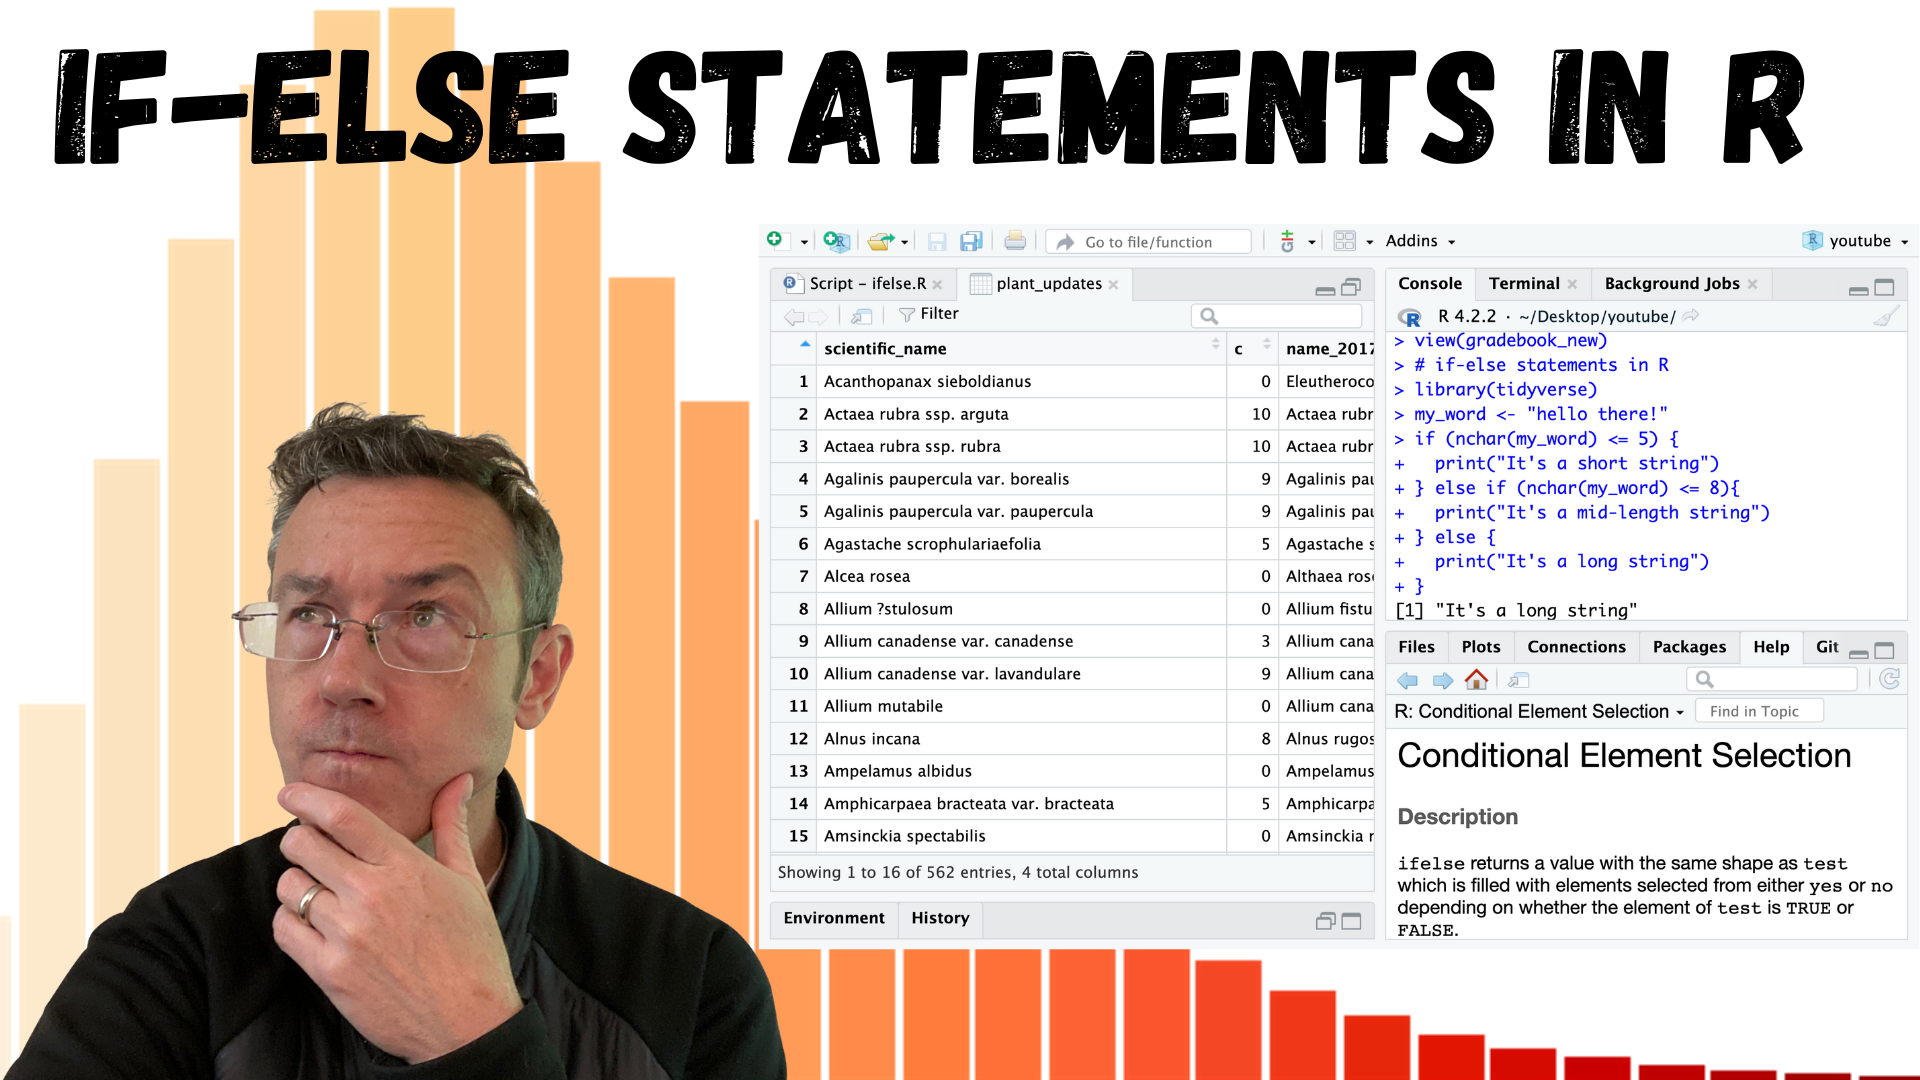 IF-ELSE STATEMENTS IN R
Go to file/function
Addins
youtube
Script - ifelse.R
plant_updates
Filter
scientific_name c name_2017
1 Acanthopanax sieboldianus 0 Eleutheroco
2 Actaea rubra ssp. arguta 10 Actaea rubr
3 Actaea rubra ssp. rubra 10 Actaea rubr
4 Agalinis paupercula var. borealis 9 Agalinis pau
5 Agalinis paupercula var. paupercula 9 Agalinis pau
6 Agastache scrophulariaefolia 5 Agastache s
7 Alcea rosea 0 Althaea rose
8 Allium ?stulosum 0 Allium fistu
9 Allium canadense var. canadense 3 Allium cana
10 Allium canadense var. lavandulare 9 Allium cana
11 Allium mutabile 0 Allium cana
12 Alnus incana 8 Alnus rugos
13 Ampelamus albidus 0 Ampelamus
14 Amphicarpaea bracteata var. bracteata 5 Amphicarpa
15 Amsinckia spectabilis 0 Amsinckia r
Showing 1 to 16 of 562 entries, 4 total columns
Environment History
Console Terminal Background Jobs
R 4.2.2 · ~/Desktop/youtube/
> view(gradebook_new)
> # if-else statements in R
> library(tidyverse)
> my_word <- "hello there!"
> if (nchar(my_word) <= 5) {
+   print("It's a short string")
+ } else if (nchar(my_word) <= 8){
+   print("It's a mid-length string")
+ } else {
+   print("It's a long string")
+ }
[1] "It's a long string"
Files Plots Connections Packages Help Git
R: Conditional Element Selection
Find in Topic
Conditional Element Selection
Description
ifelse returns a value with the same shape as test
which is filled with elements selected from either yes or no
depending on whether the element of test is TRUE or
FALSE.